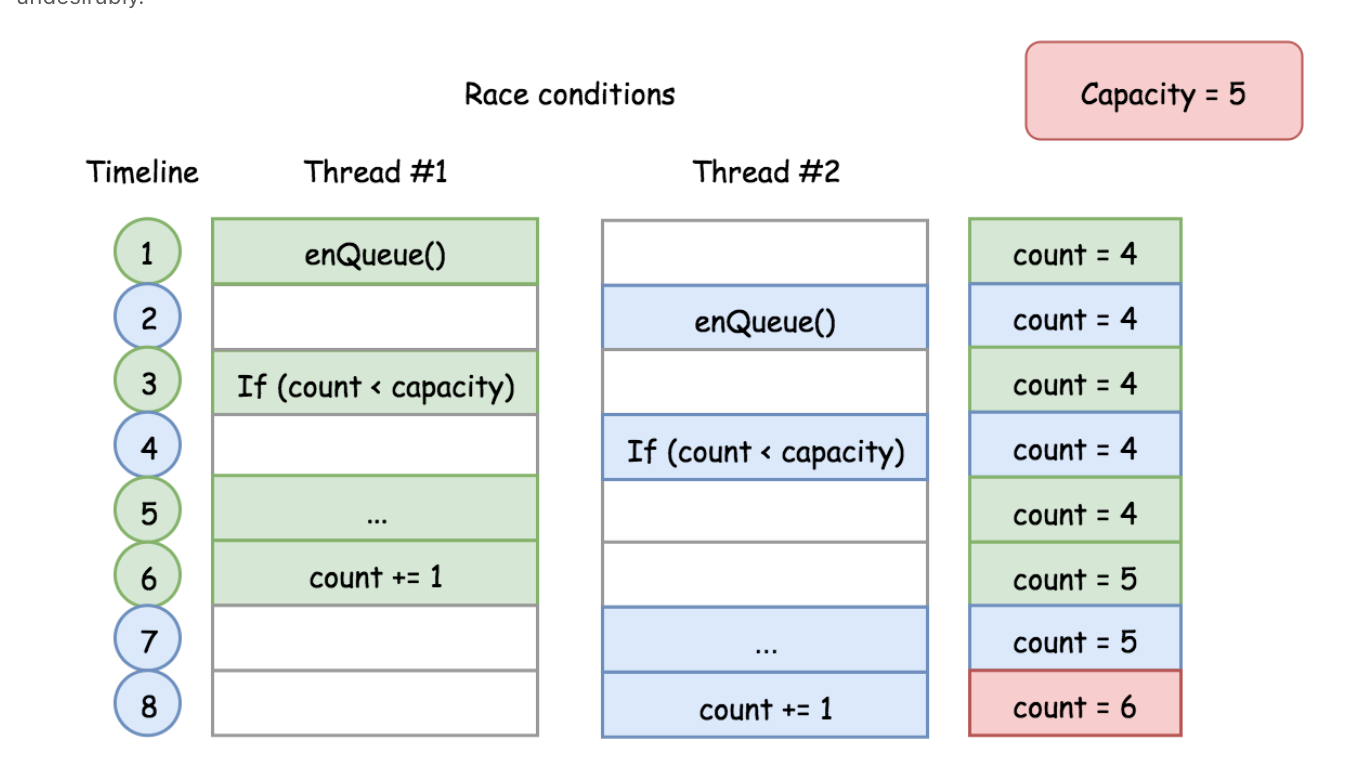 undesirably.
Race conditions
Capacity = 5
Timeline Thread #1 Thread #2
1 enQueue() count = 4
2 enQueue() count = 4
3 If (count < capacity) count = 4
4 If (count < capacity) count = 4
5 ... count = 4
6 count += 1 count = 5
7 ... count = 5
8 count += 1 count = 6